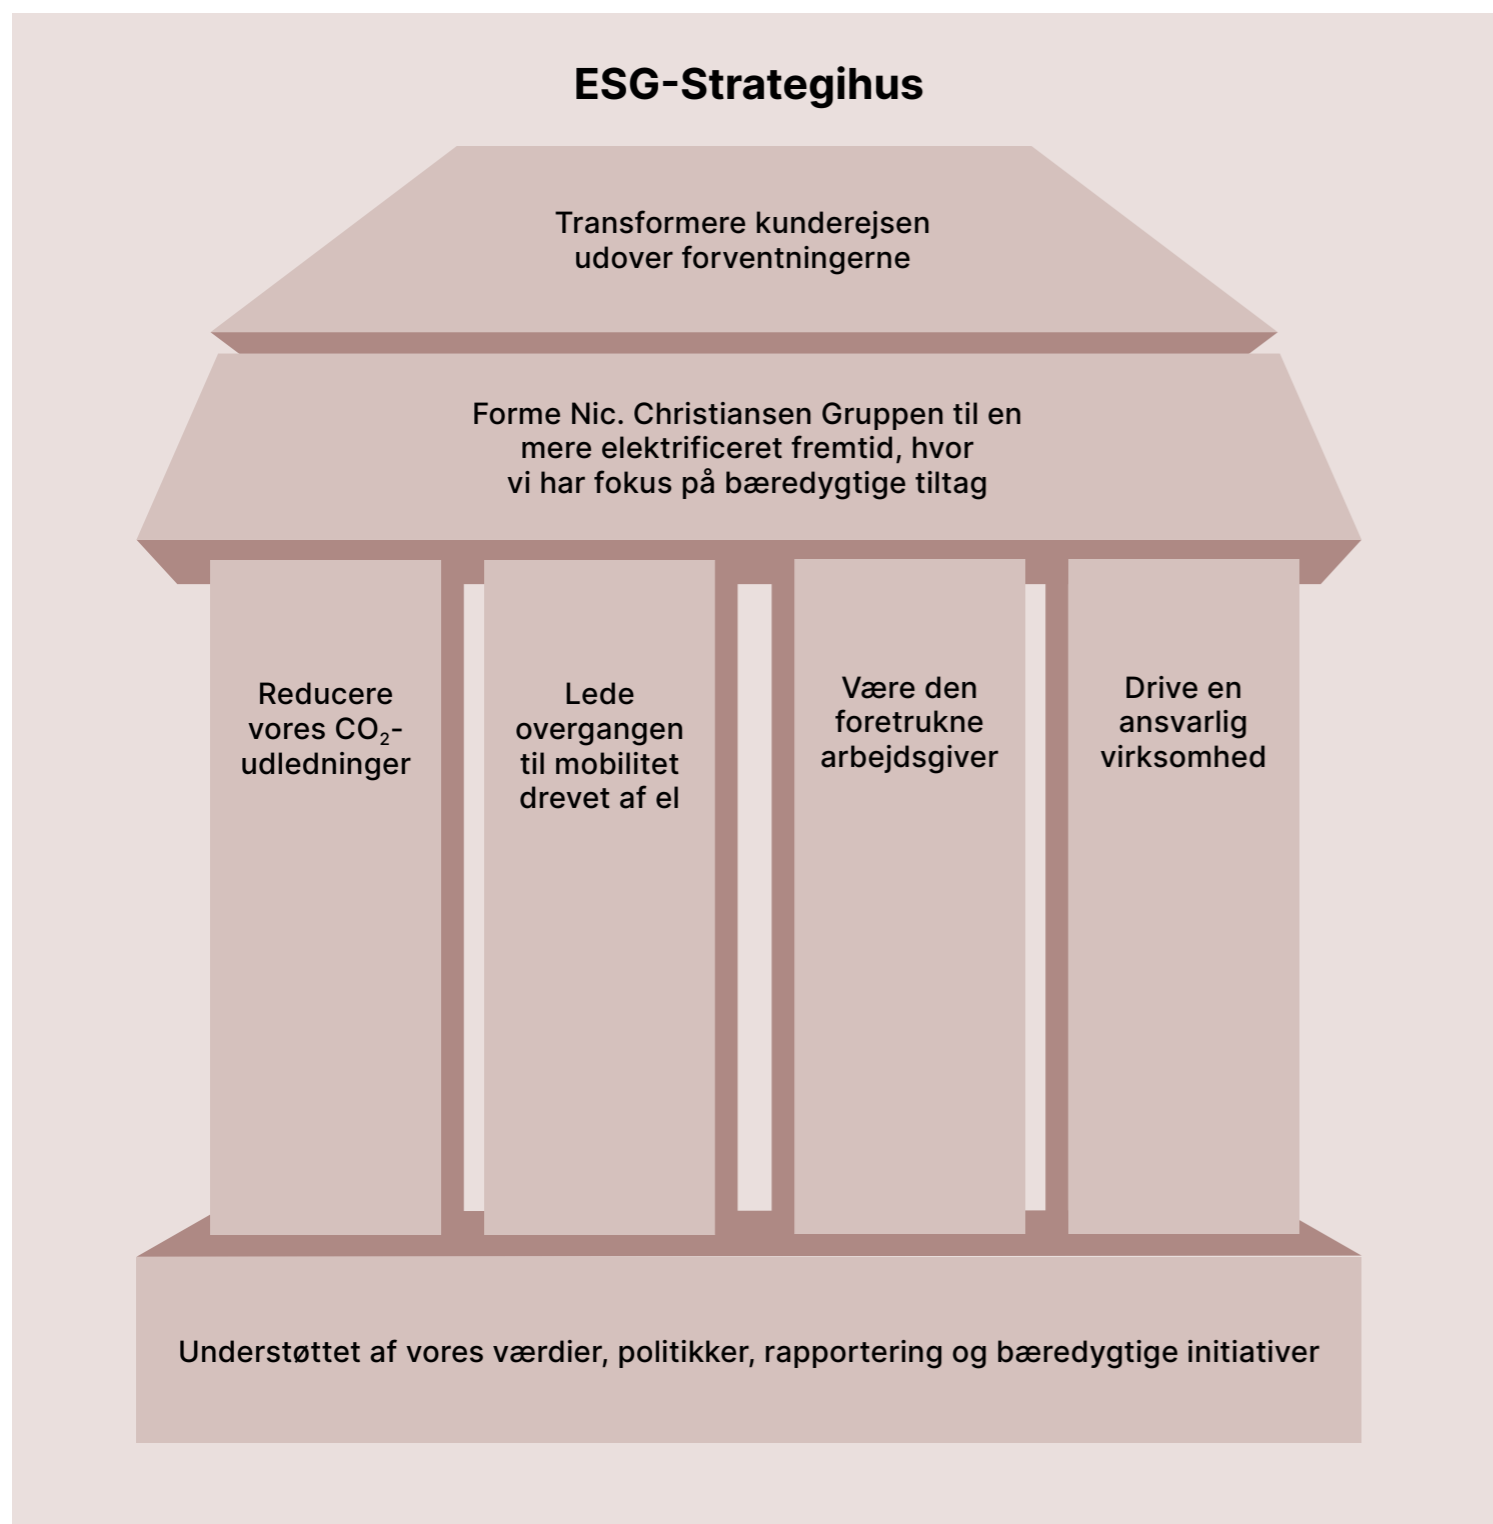 ESG-Strategihus
Transformere kunderejsen
udover forventningerne
Forme Nic. Christiansen Gruppen til en
mere elektrificeret fremtid, hvor
vi har fokus på bæredygtige tiltag
Reducere
vores CO₂-
udledninger
Lede
overgangen
til mobilitet
drevet af el
Være den
foretrukne
arbejdsgiver
Drive en
ansvarlig
virksomhed
Understøttet af vores værdier, politikker, rapportering og bæredygtige initiativer